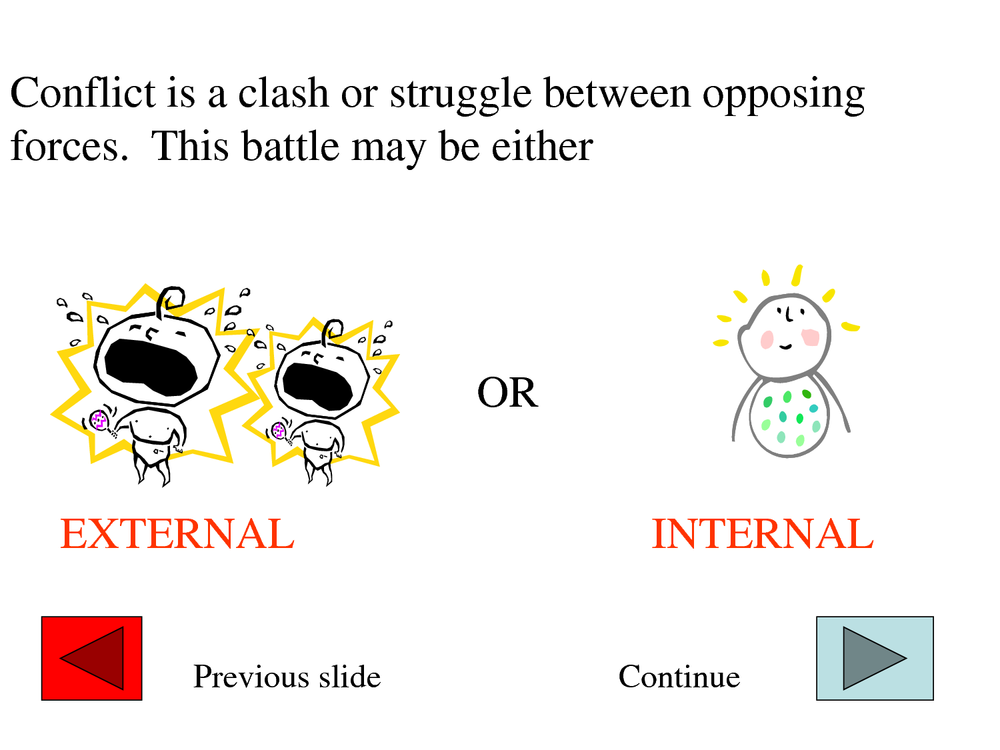 Conflict is a clash or struggle between opposing
forces.  This battle may be either
OR
EXTERNAL
INTERNAL
Previous slide
Continue